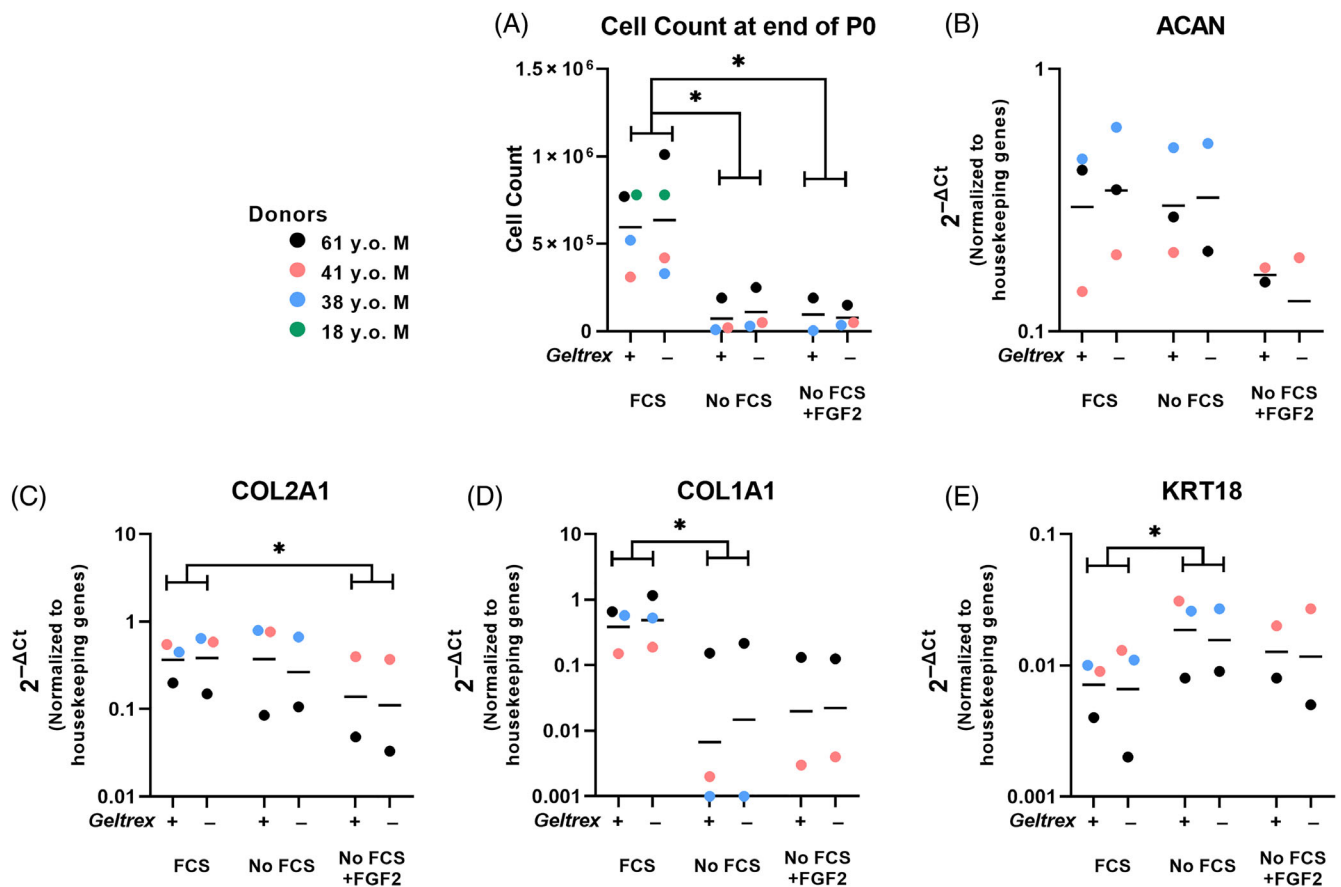 (A) Cell Count at end of P0
Cell Count
1.5 × 10⁶
1 × 10⁶
5 × 10⁵
0
*
*
Geltrex + – + – + –
FCS No FCS No FCS
+FGF2
(B) ACAN
2^–ΔCt
(Normalized to
housekeeping genes)
1
0.1
Geltrex + – + – + –
FCS No FCS No FCS
+FGF2
Donors
61 y.o. M
41 y.o. M
38 y.o. M
18 y.o. M
(C) COL2A1
2^–ΔCt
(Normalized to
housekeeping genes)
10
1
0.1
0.01
*
Geltrex + – + – + –
FCS No FCS No FCS
+FGF2
(D) COL1A1
2^–ΔCt
(Normalized to
housekeeping genes)
10
1
0.1
0.01
0.001
*
Geltrex + – + – + –
FCS No FCS No FCS
+FGF2
(E) KRT18
2^–ΔCt
(Normalized to
housekeeping genes)
0.1
0.01
0.001
*
Geltrex + – + – + –
FCS No FCS No FCS
+FGF2